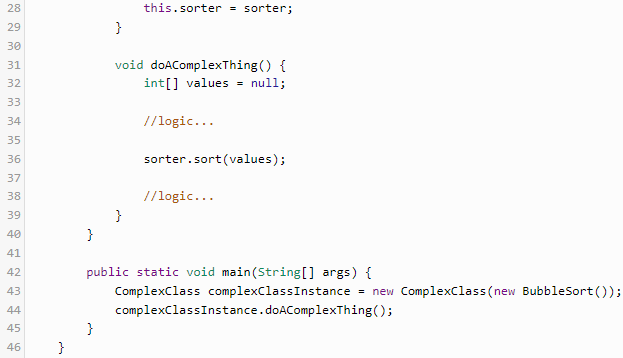 28 this.sorter = sorter;
29 }
30
31 void doAComplexThing() {
32 int[] values = null;
33
34 //logic...
35
36 sorter.sort(values);
37
38 //logic...
39 }
40 }
41
42 public static void main(String[] args) {
43 ComplexClass complexClassInstance = new ComplexClass(new BubbleSort());
44 complexClassInstance.doAComplexThing();
45 }
46 }